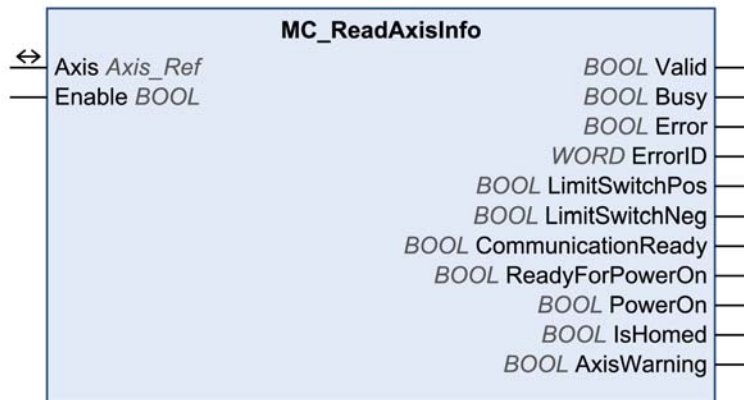 MC_ReadAxisInfo
Axis Axis_Ref
BOOL Valid
Enable BOOL
BOOL Busy
BOOL Error
WORD ErrorID
BOOL LimitSwitchPos
BOOL LimitSwitchNeg
BOOL CommunicationReady
BOOL ReadyForPowerOn
BOOL PowerOn
BOOL IsHomed
BOOL AxisWarning